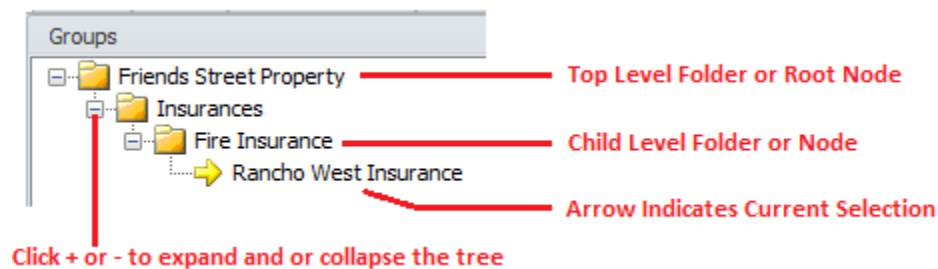 Groups
Friends Street Property
Top Level Folder or Root Node
Insurances
Fire Insurance
Child Level Folder or Node
Rancho West Insurance
Arrow Indicates Current Selection
Click + or - to expand and or collapse the tree